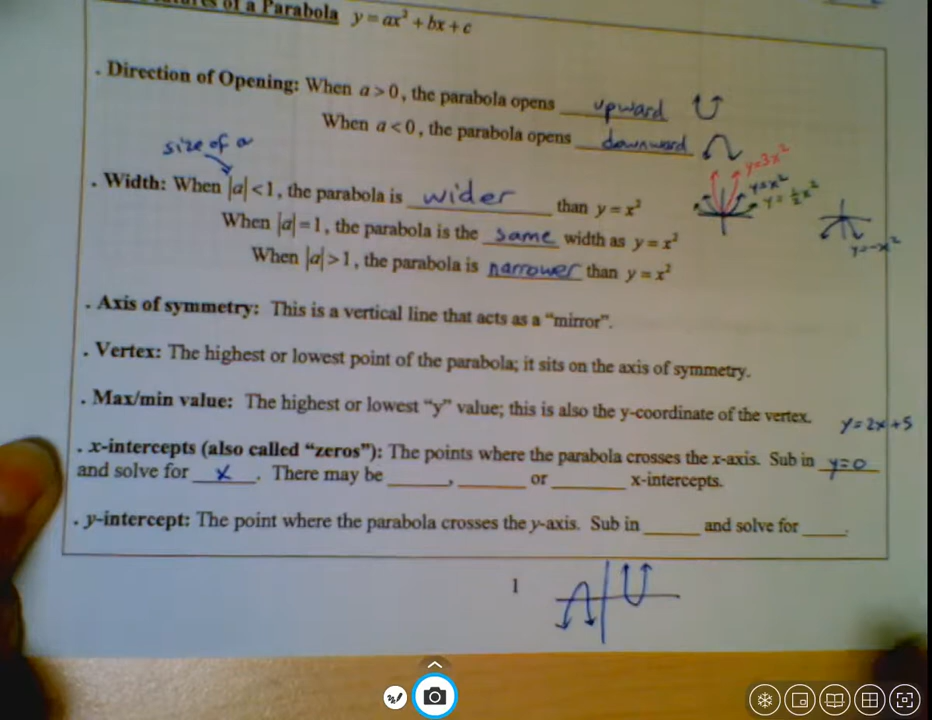 of a Parabola y = ax² + bx + c
. Direction of Opening: When a > 0, the parabola opens upward
When a < 0, the parabola opens downward
size of a
. Width: When |a| < 1, the parabola is wider than y = x²
When |a| = 1, the parabola is the same width as y = x²
When |a| > 1, the parabola is narrower than y = x²
y=3x²
y=x²
y=½x²
y=-x²
. Axis of symmetry: This is a vertical line that acts as a “mirror”.
. Vertex: The highest or lowest point of the parabola; it sits on the axis of symmetry.
. Max/min value: The highest or lowest “y” value; this is also the y-coordinate of the vertex.
y=2x+5
. x-intercepts (also called “zeros”): The points where the parabola crosses the x-axis. Sub in y=0
and solve for x. There may be ______, ______ or ______ x-intercepts.
. y-intercept: The point where the parabola crosses the y-axis. Sub in ______ and solve for ____.
1